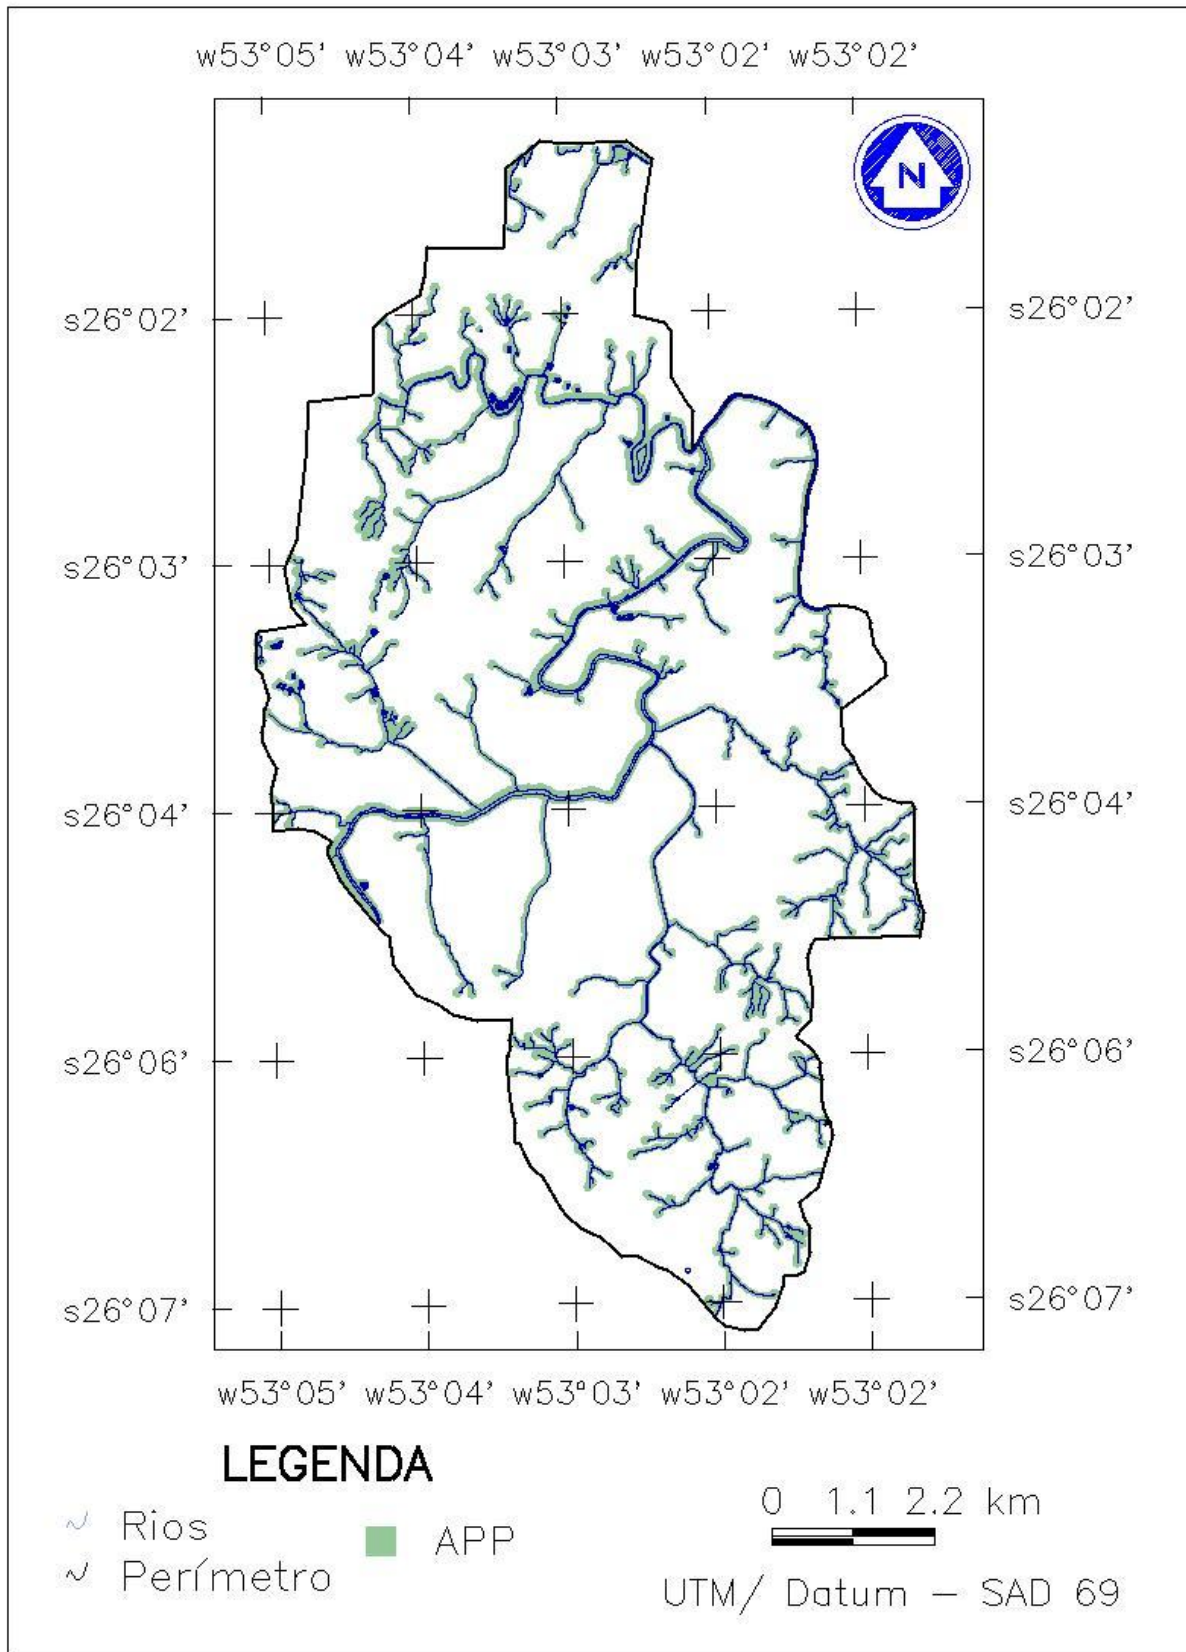 w53°05' w53°04' w53°03' w53°02' w53°02'
N
s26°02' s26°02'
s26°03' s26°03'
s26°04' s26°04'
s26°06' s26°06'
s26°07' s26°07'
w53°05' w53°04' w53°03' w53°02' w53°02'
LEGENDA
Rios
Perímetro
APP
0 1.1 2.2 km
UTM/ Datum – SAD 69